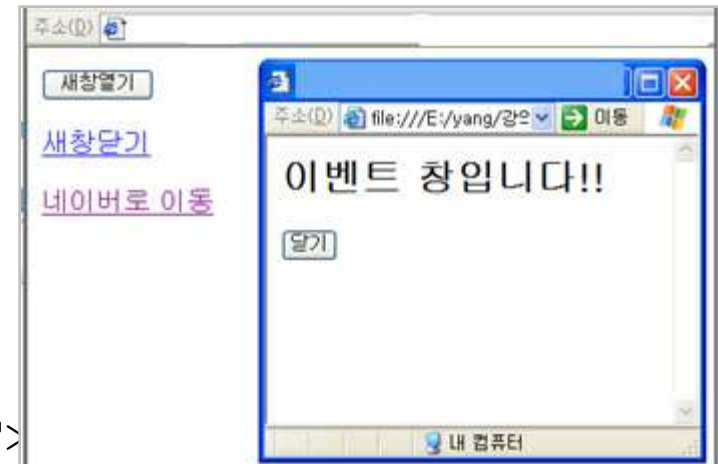 주소(D)
새창열기
새창닫기
네이버로 이동
주소(D) file:///E:/yang/강의 이동
이벤트 창입니다!!
닫기
내 컴퓨터
">